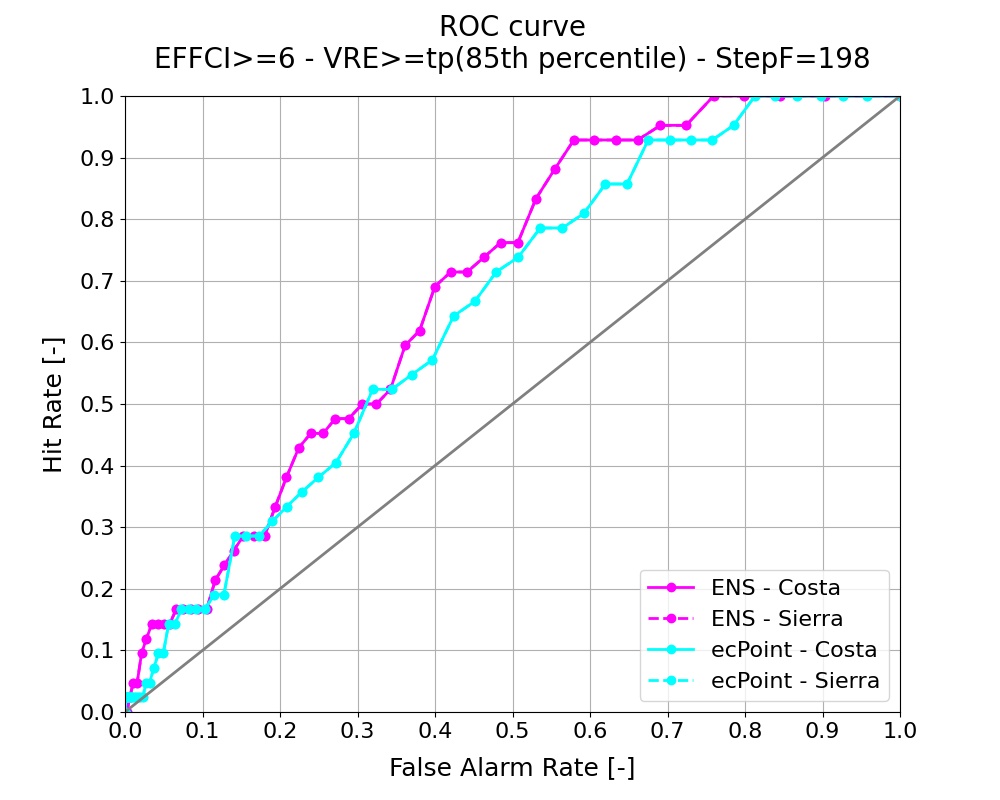 ROC curve
EFFCI>=6 - VRE>=tp(85th percentile) - StepF=198
1.0
0.9
0.8
0.7
0.6
0.5
0.4
0.3
0.2
0.1
0.0
Hit Rate [-]
ENS - Costa
ENS - Sierra
ecPoint - Costa
ecPoint - Sierra
0.0 0.1 0.2 0.3 0.4 0.5 0.6 0.7 0.8 0.9 1.0
False Alarm Rate [-]